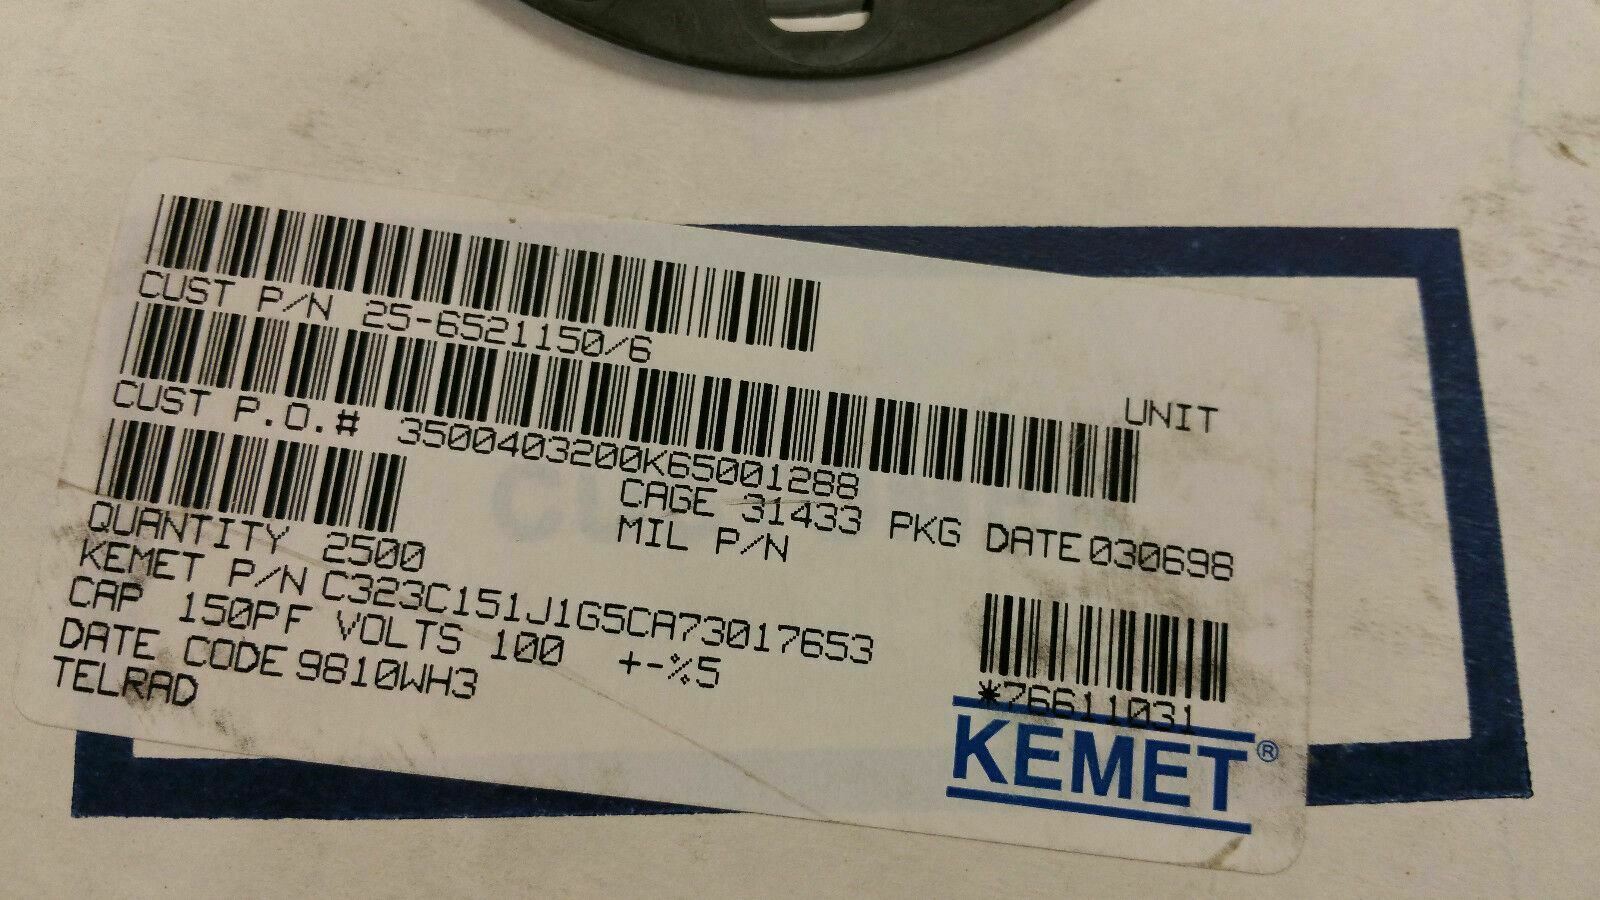 CUST P/N 25-6521150/6
UNIT
CUST P.O.# 3500403200K65001288
CAGE 31433 PKG DATE 030698
QUANTITY 2500
MIL P/N
KEMET P/N C323C151J1G5CA73017653
CAP 150PF VOLTS 100 +-%5
DATE CODE 9810WH3
TELRAD
*76611031
KEMET®